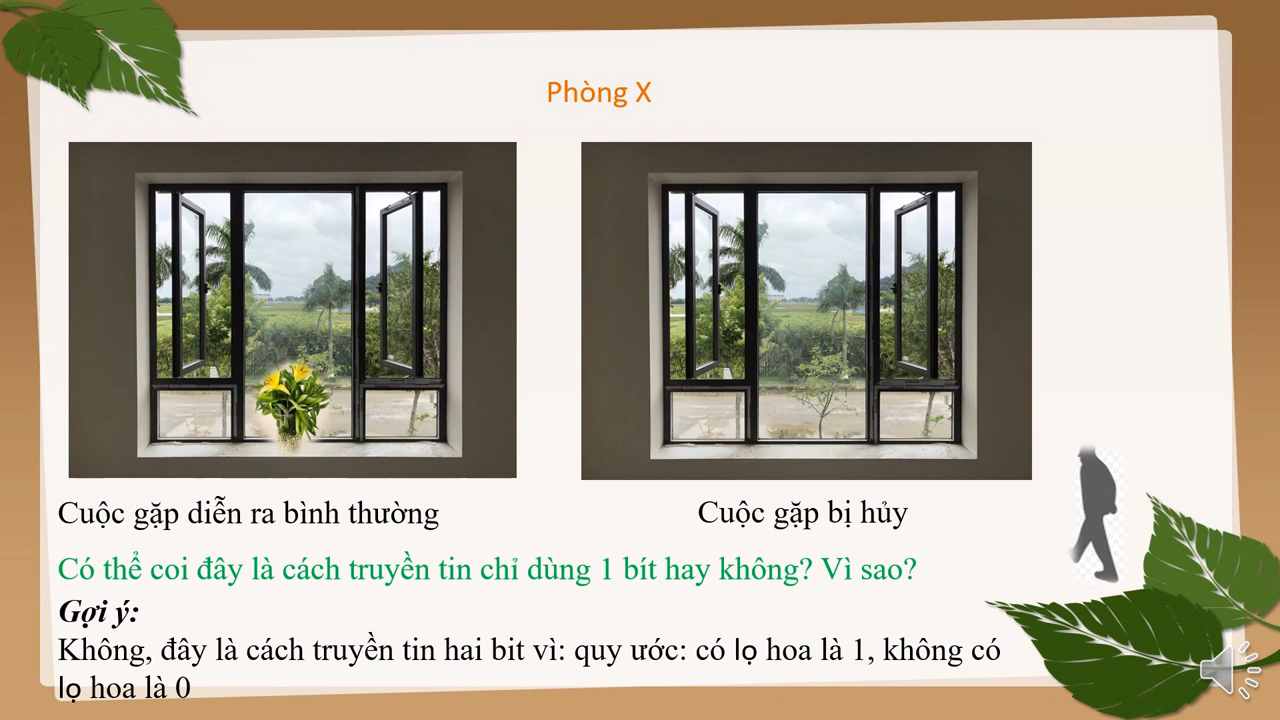 Phòng X
Cuộc gặp diễn ra bình thường
Cuộc gặp bị hủy
Có thể coi đây là cách truyền tin chỉ dùng 1 bít hay không? Vì sao?
Gợi ý:
Không, đây là cách truyền tin hai bit vì: quy ước: có lọ hoa là 1, không có
lọ hoa là 0